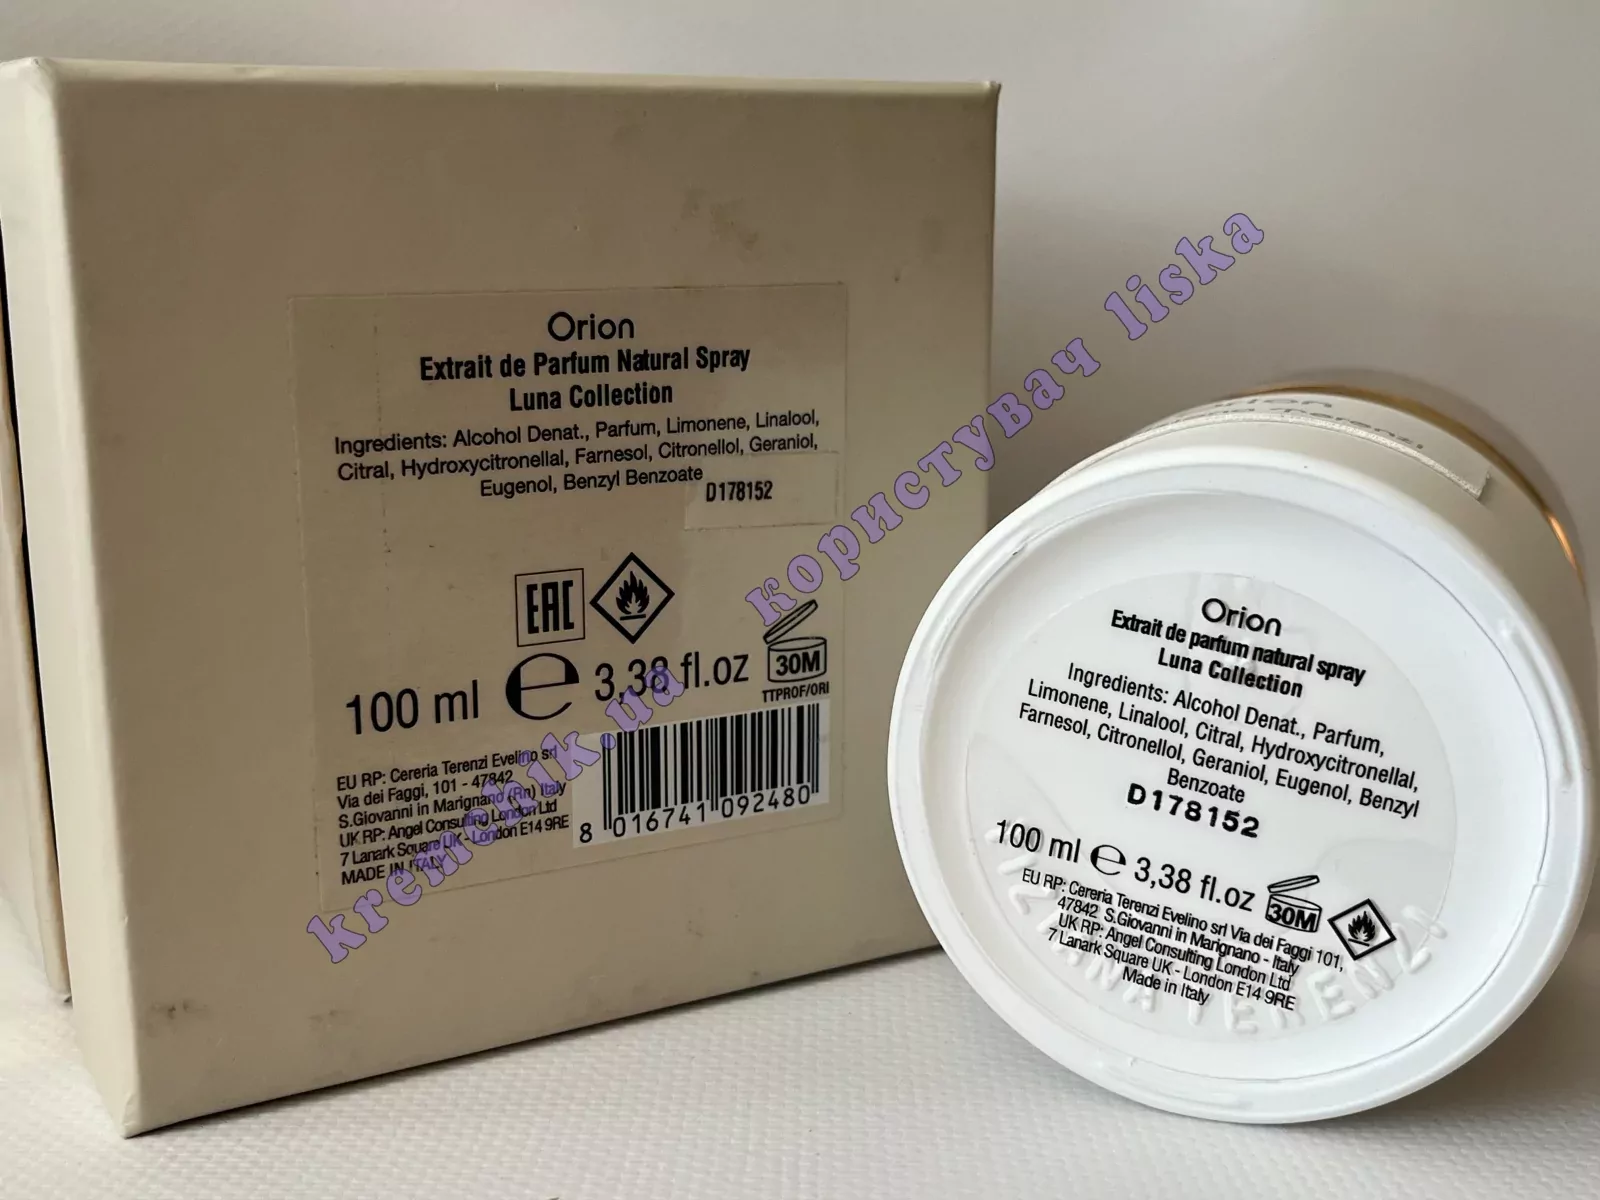 Orion
Extrait de Parfum Natural Spray
Luna Collection
Ingredients: Alcohol Denat., Parfum, Limonene, Linalool,
Citral, Hydroxycitronellal, Farnesol, Citronellol, Geraniol,
Eugenol, Benzyl Benzoate
D178152
EAC
100 ml e 3,38 fl.oz
30M
TTPROF/ORI
EU RP: Cereria Terenzi Evelino srl
Via dei Faggi, 101 - 47842
S.Giovanni in Marignano (Rn) Italy
UK RP: Angel Consulting London Ltd
7 Lanark Square UK - London E14 9RE
MADE IN ITALY
8 016741 092480
kremchik.ua користувач liska
Orion
Extrait de parfum natural spray
Luna Collection
Ingredients: Alcohol Denat., Parfum,
Limonene, Linalool, Citral, Hydroxycitronellal,
Farnesol, Citronellol, Geraniol, Eugenol, Benzyl
Benzoate
D178152
100 ml e 3,38 fl.oz
30M
EU RP: Cereria Terenzi Evelino srl Via dei Faggi 101,
47842 S.Giovanni in Marignano - Italy
UK RP: Angel Consulting London Ltd
7 Lanark Square UK - London E14 9RE
Made in Italy
TERENZI